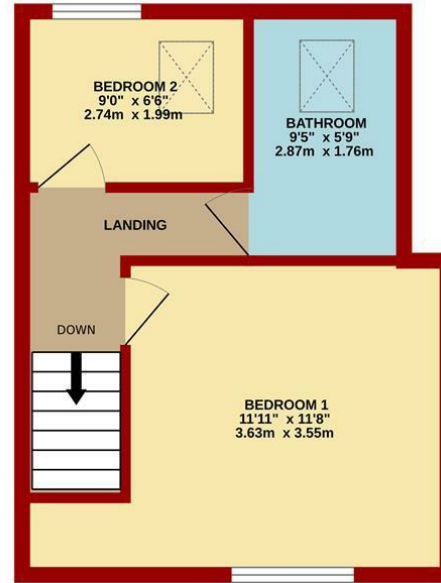 BEDROOM 2
9'0" x 6'6"
2.74m x 1.99m
BATHROOM
9'5" x 5'9"
2.87m x 1.76m
LANDING
DOWN
BEDROOM 1
11'11" x 11'8"
3.63m x 3.55m